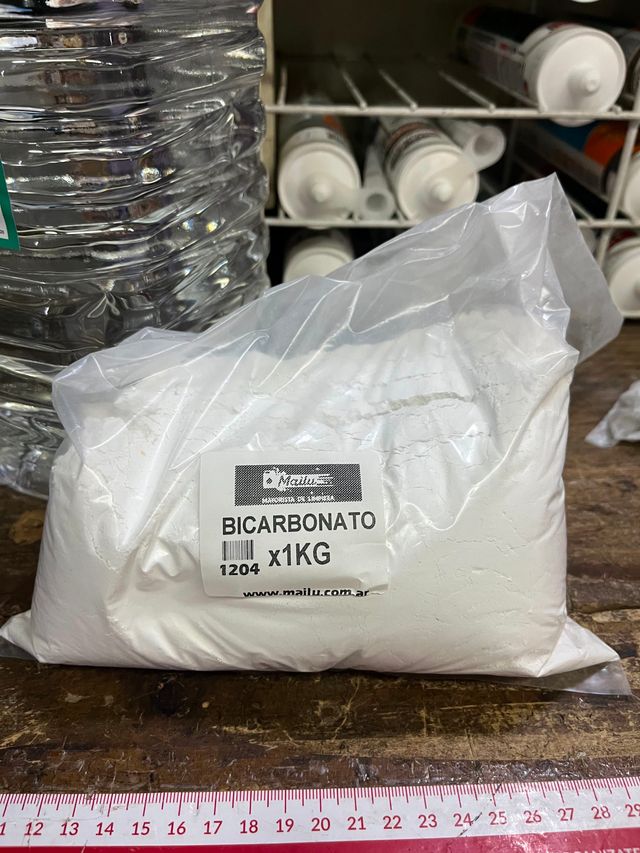 Mailu
MAYORISTA DE LIMPIEZA
BICARBONATO
1204 x1KG
www.mailu.com.ar
11 12 13 14 15 16 17 18 19 20 21 22 23 24 25 26 27 28 29